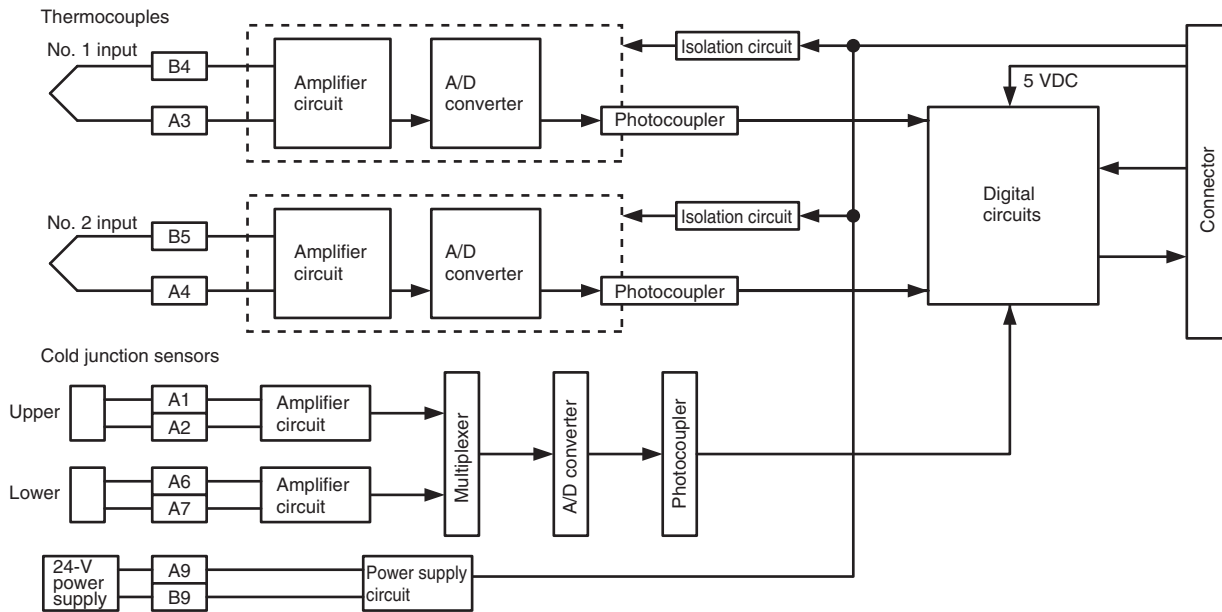 Thermocouples
No. 1 input
B4
A3
Amplifier
circuit
A/D
converter
Isolation circuit
Photocoupler
5 VDC
No. 2 input
B5
A4
Amplifier
circuit
A/D
converter
Isolation circuit
Photocoupler
Digital
circuits
Connector
Cold junction sensors
Upper
A1
A2
Amplifier
circuit
Lower
A6
A7
Amplifier
circuit
Multiplexer
A/D converter
Photocoupler
24-V
power
supply
A9
B9
Power supply
circuit